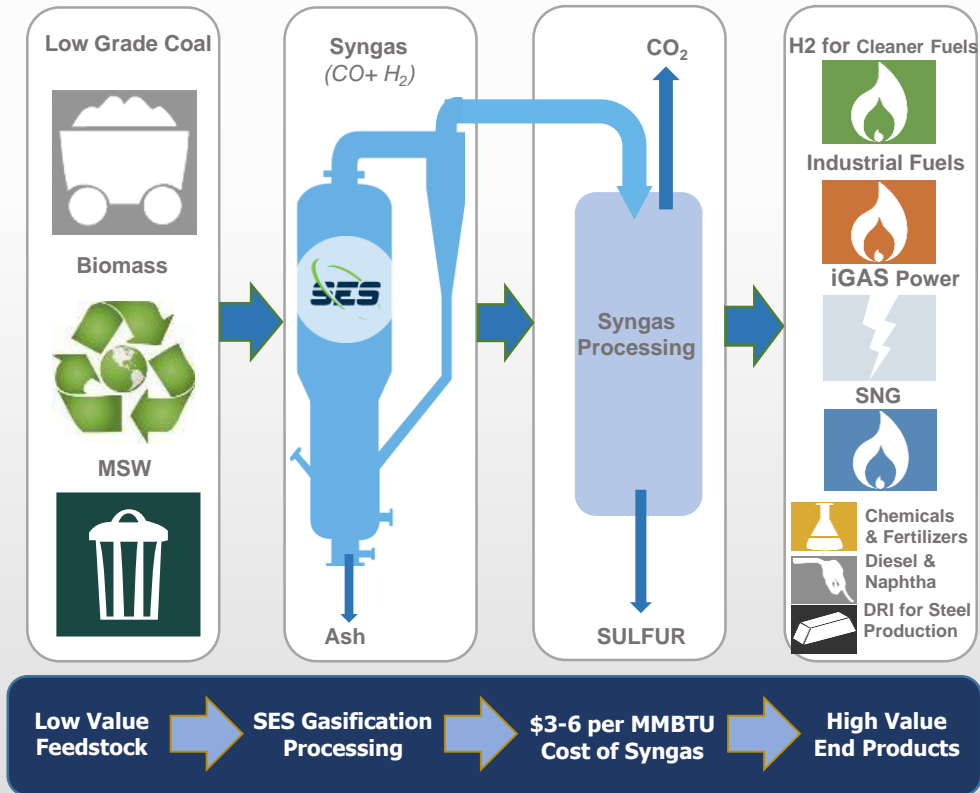 Low Grade Coal
Biomass
MSW
Syngas
(CO+ H₂)
SES
Ash
CO₂
Syngas
Processing
SULFUR
H2 for Cleaner Fuels
Industrial Fuels
iGAS Power
SNG
Chemicals
& Fertilizers
Diesel &
Naphtha
DRI for Steel
Production
Low Value
Feedstock
SES Gasification
Processing
$3-6 per MMBTU
Cost of Syngas
High Value
End Products